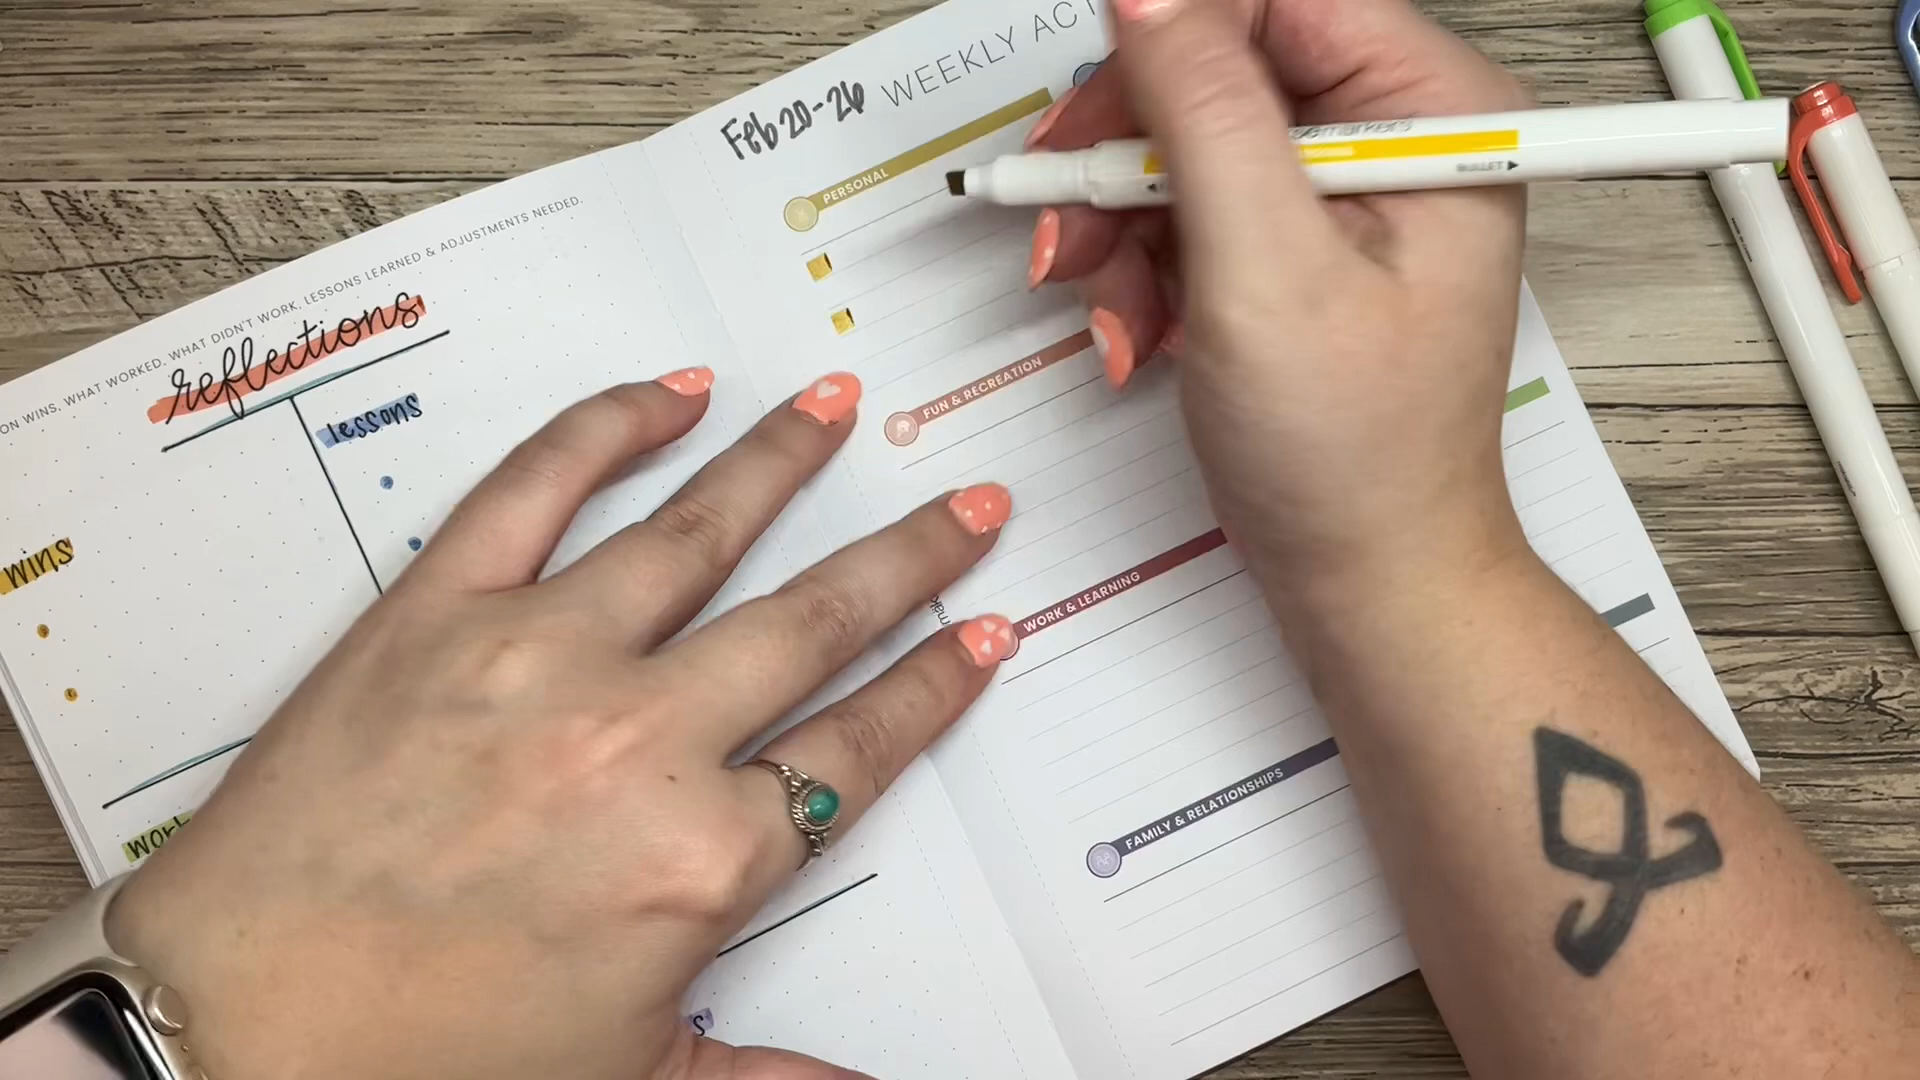 ON WINS, WHAT WORKED, WHAT DIDN'T WORK, LESSONS LEARNED & ADJUSTMENTS NEEDED.
reflections
lessons
wins
Feb 20-26
WEEKLY
PERSONAL
FUN & RECREATION
WORK & LEARNING
FAMILY & RELATIONSHIPS
BULLET